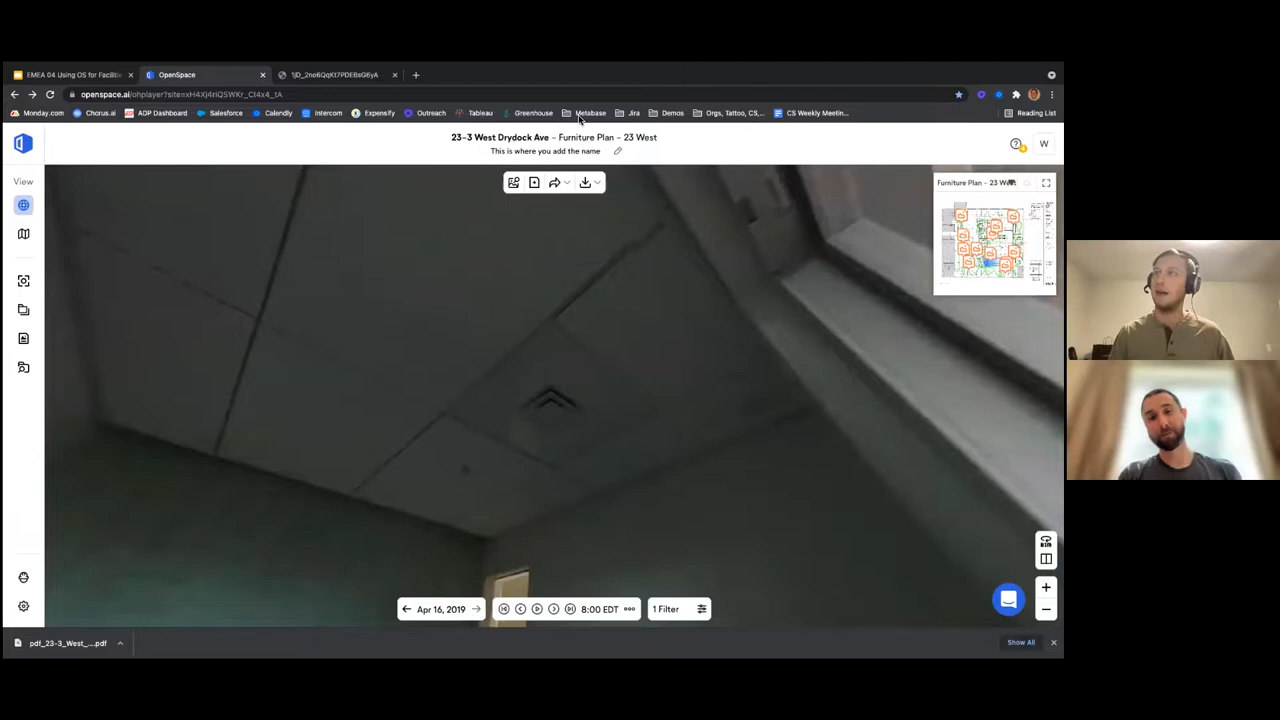 EMEA 04 Using OS for Faciliti
OpenSpace
1jD_2no6QqKt7PDEBsG6yA
openspace.ai/ohplayer?site=xH4Xj4riQSWKr_CI4x4_tA
Monday.com
Chorus.ai
ADP Dashboard
Salesforce
Calendly
Intercom
Expensify
Outreach
Tableau
Greenhouse
Metabase
Jira
Demos
Orgs, Tattoo, CS,...
CS Weekly Meetin...
Reading List
23-3 West Drydock Ave – Furniture Plan - 23 West
This is where you add the name
W
View
Furniture Plan - 23 West
BIM
Apr 16, 2019
8:00 EDT
1 Filter
pdf_23-3_West_....pdf
Show All